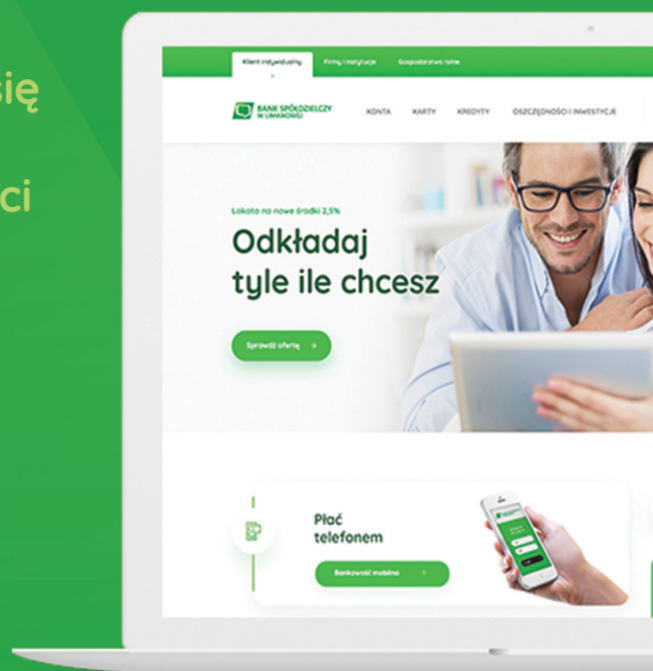 się
ci
Klient indywidualny
Firmy i instytucje
Gospodarstwa rolne
BANK SPÓŁDZIELCZY
W LIMANOWEJ
KONTA
KARTY
KREDYTY
OSZCZĘDNOŚCI I INWESTYCJE
Lokata na nowe środki 2,5%
Odkładaj
tyle ile chcesz
Sprawdź ofertę
Płać
telefonem
Bankowość mobilna